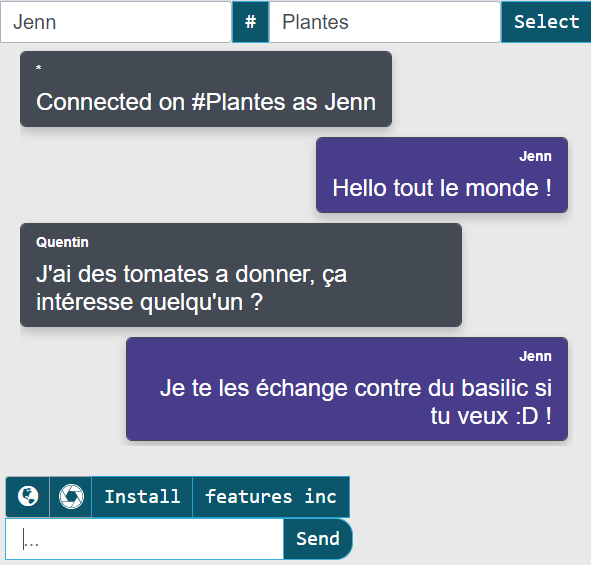 Jenn # Plantes Select
*
Connected on #Plantes as Jenn
Jenn
Hello tout le monde !
Quentin
J'ai des tomates a donner, ça
intéresse quelqu'un ?
Jenn
Je te les échange contre du basilic si
tu veux :D !
Install features inc
... Send